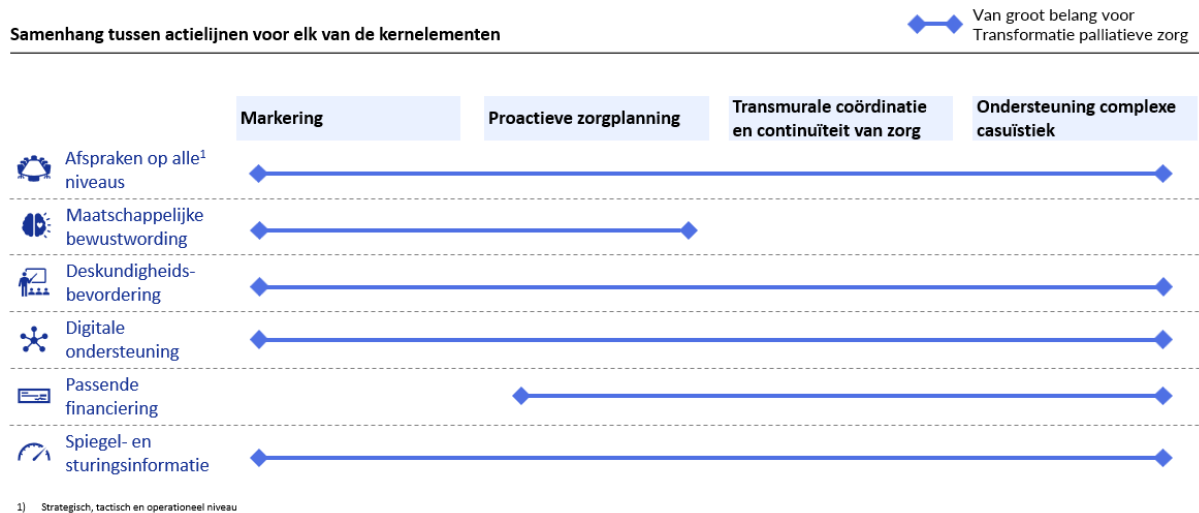 Samenhang tussen actielijnen voor elk van de kernelementen
Van groot belang voor
Transformatie palliatieve zorg
Markering
Proactieve zorgplanning
Transmurale coördinatie
en continuïteit van zorg
Ondersteuning complexe
casuïstiek
Afspraken op alle¹
niveaus
Maatschappelijke
bewustwording
Deskundigheids-
bevordering
Digitale
ondersteuning
Passende
financiering
Spiegel- en
sturingsinformatie
1) Strategisch, tactisch en operationeel niveau